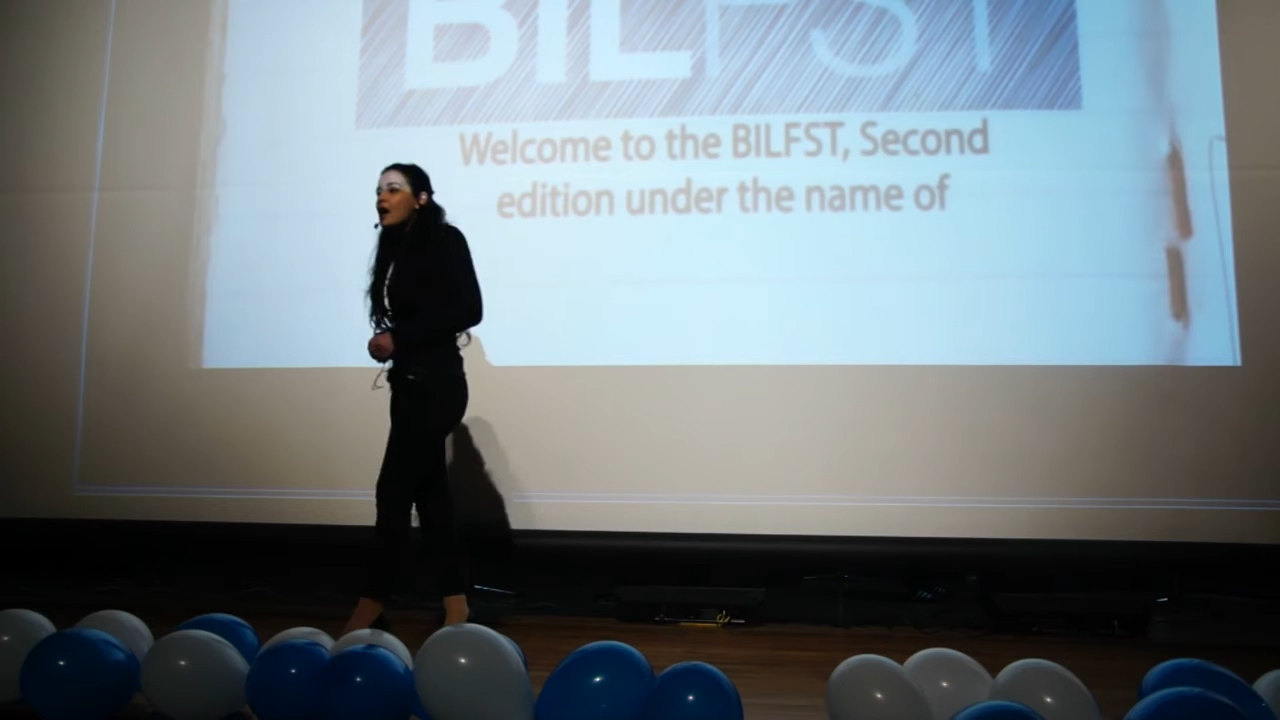 BILFST
Welcome to the BILFST, Second
edition under the name of